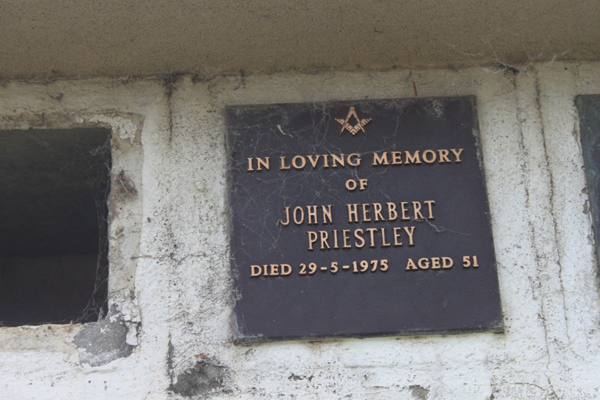 IN LOVING MEMORY
OF
JOHN HERBERT
PRIESTLEY
DIED 29-5-1975 AGED 51